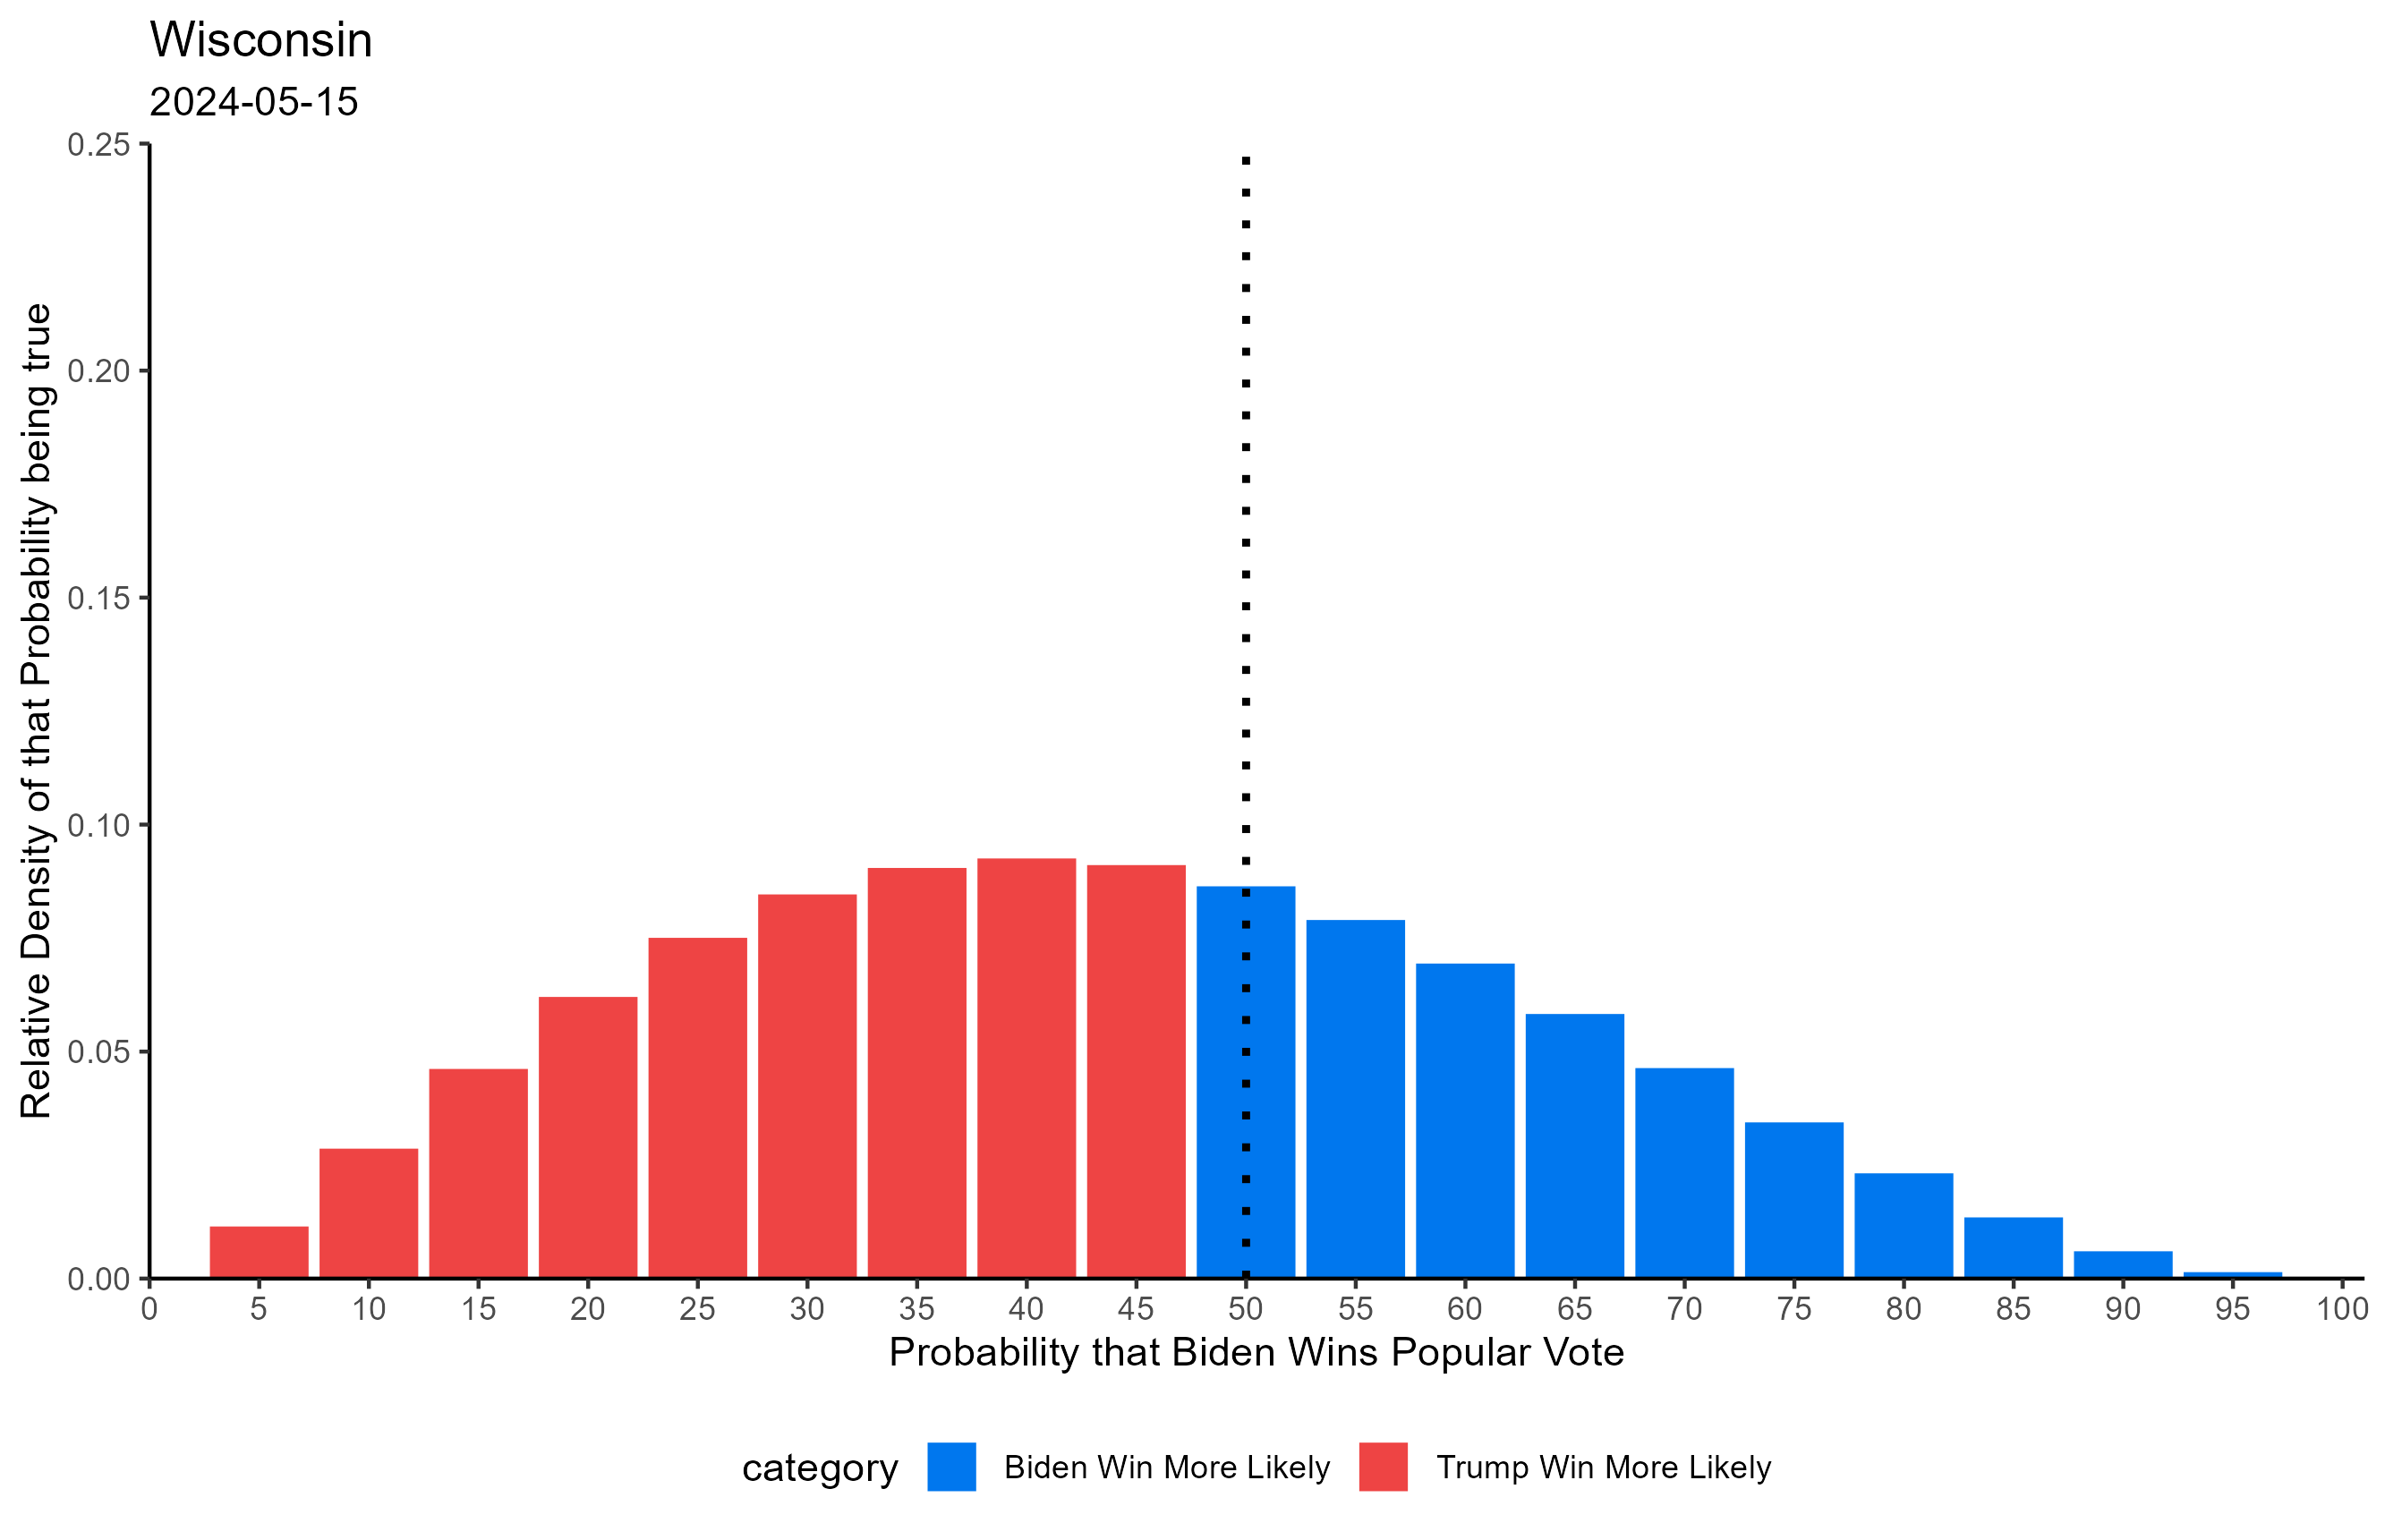 Wisconsin
2024-05-15
Relative Density of that Probability being true
0.25
0.20
0.15
0.10
0.05
0.00
0 5 10 15 20 25 30 35 40 45 50 55 60 65 70 75 80 85 90 95 100
Probability that Biden Wins Popular Vote
category Biden Win More Likely Trump Win More Likely